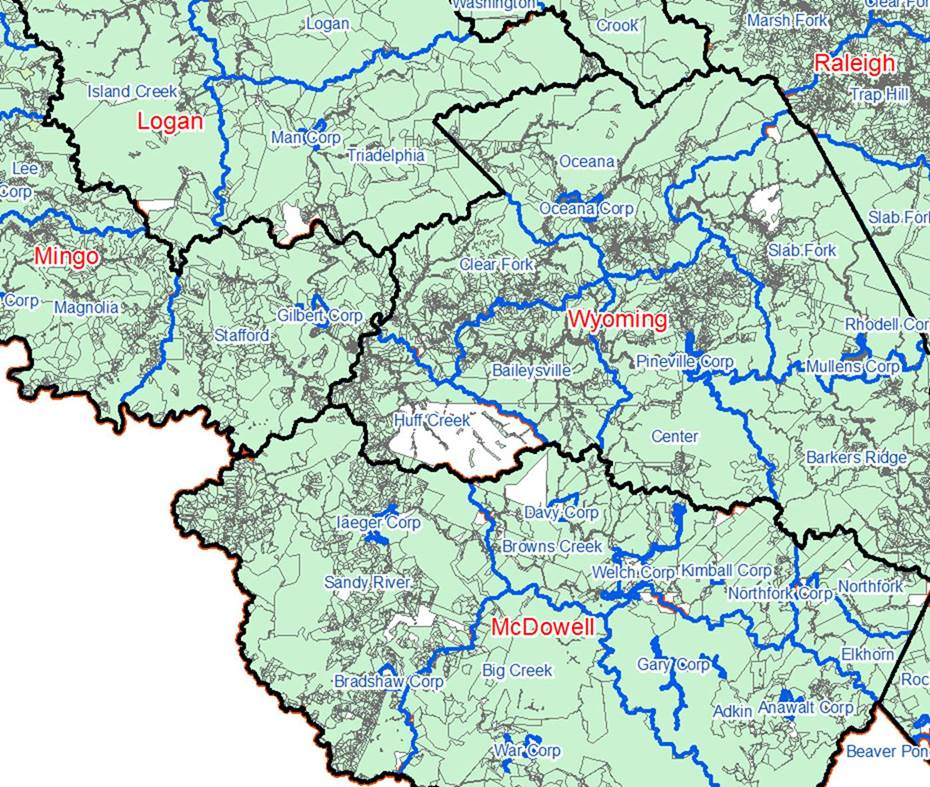 Washington
Clear For
Logan
Crook
Marsh Fork
Raleigh
Island Creek
Trap Hill
Logan
Man Corp
Triadelphia
Lee
Corp
Oceana
Oceana Corp
Slab Fork
Mingo
Clear Fork
Slab Fork
Corp
Magnolia
Gilbert Corp
Stafford
Wyoming
Rhodell Cor
Baileysville
Pineville Corp
Mullens Corp
Huff Creek
Center
Barkers Ridge
Iaeger Corp
Davy Corp
Browns Creek
Sandy River
Welch Corp
Kimball Corp
Northfork Corp
Northfork
McDowell
Elkhorn
Big Creek
Gary Corp
Bradshaw Corp
Roc
Adkin
Anawalt Corp
War Corp
Beaver Pon